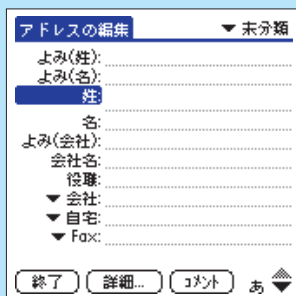 アドレスの編集 ▼ 未分類
よみ(姓):
よみ(名):
姓:
名:
よみ(会社):
会社名:
役職:
▼ 会社:
▼ 自宅:
▼ Fax:
終了 詳細... コメント あ